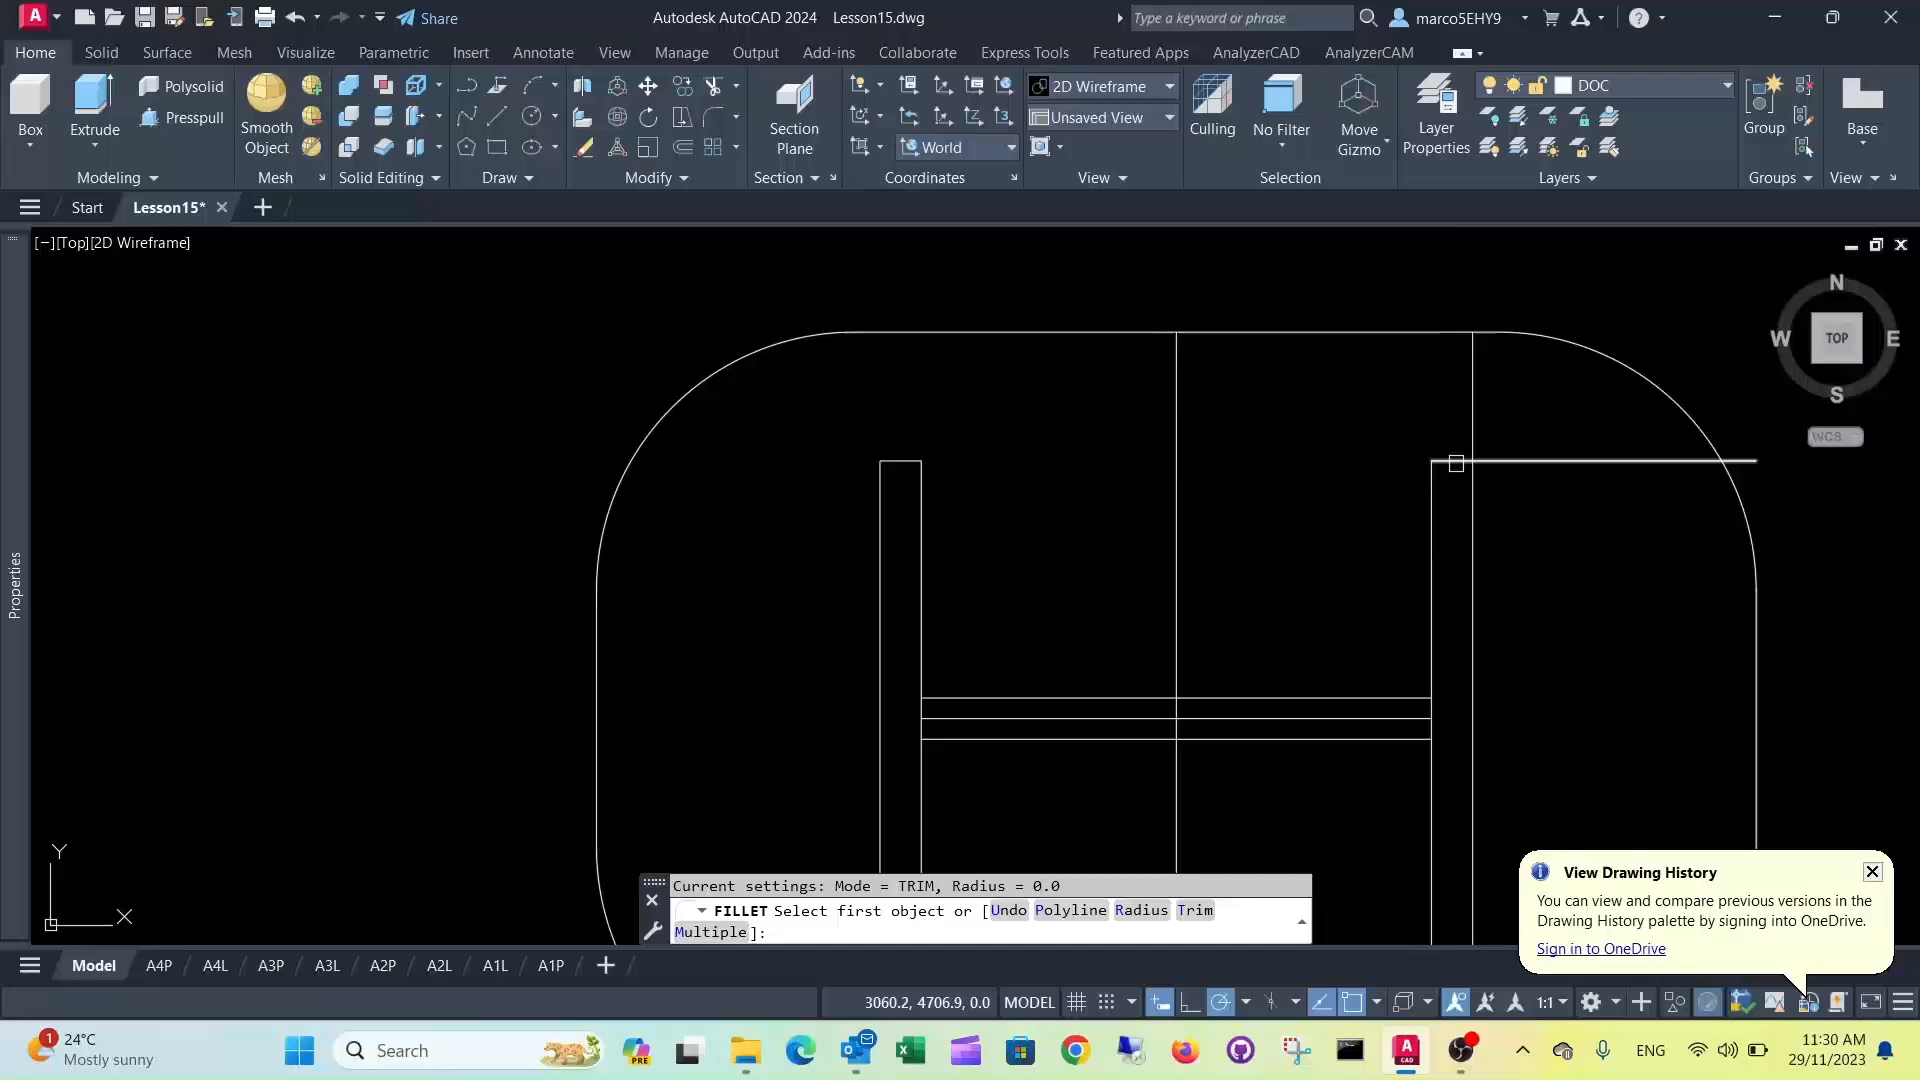 A
Share
Autodesk AutoCAD 2024 Lesson15.dwg
Type a keyword or phrase
marco5EHY9
Home Solid Surface Mesh Visualize Parametric Insert Annotate View Manage Output Add-ins Collaborate Express Tools Featured Apps AnalyzerCAD AnalyzerCAM
Box
Extrude
Polysolid
Presspull
Smooth
Object
Section
Plane
World
2D Wireframe
Unsaved View
Culling
No Filter
Move
Gizmo
Layer
Properties
DOC
Group
Base
Modeling Mesh Solid Editing Draw Modify Section Coordinates View Selection Layers Groups View
Start Lesson15*
[−][Top][2D Wireframe]
N
W TOP E
S
WCS
Properties
Y
X
Current settings: Mode = TRIM, Radius = 0.0
FILLET Select first object or [Undo Polyline Radius Trim
Multiple]:
View Drawing History
You can view and compare previous versions in the
Drawing History palette by signing into OneDrive.
Sign in to OneDrive
Model A4P A4L A3P A3L A2P A2L A1L A1P
3060.2, 4706.9, 0.0 MODEL 1:1
1
24°C
Mostly sunny
Search
PRE
A
CAD
ENG
11:30 AM
29/11/2023